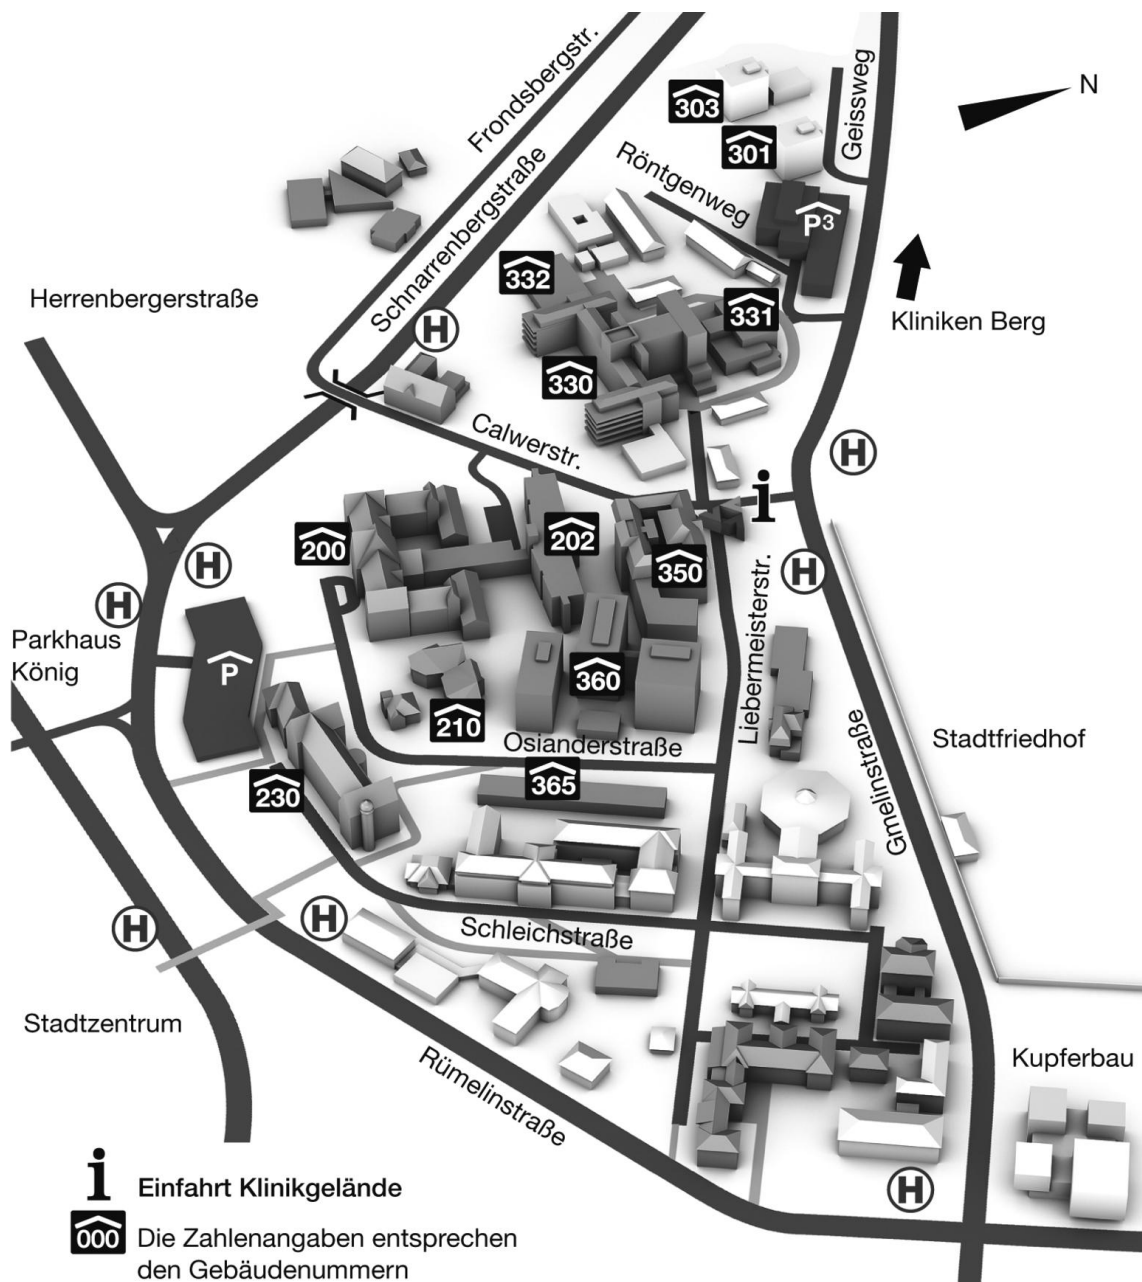 Frondsbergstr.
Geissweg
N
303
301
Röntgenweg
Schnarrenbergstraße
P3
332
Herrenbergerstraße
331
H
Kliniken Berg
330
Calwerstr.
H
i
200
202
350
H
H
H
Liebermeisterstr.
Parkhaus
König
P
360
210
Gmelinstraße
Stadtfriedhof
Osianderstraße
230
365
H
H
Schleichstraße
Stadtzentrum
Rümelinstraße
Kupferbau
H
i Einfahrt Klinikgelände
000 Die Zahlenangaben entsprechen
den Gebäudenummern